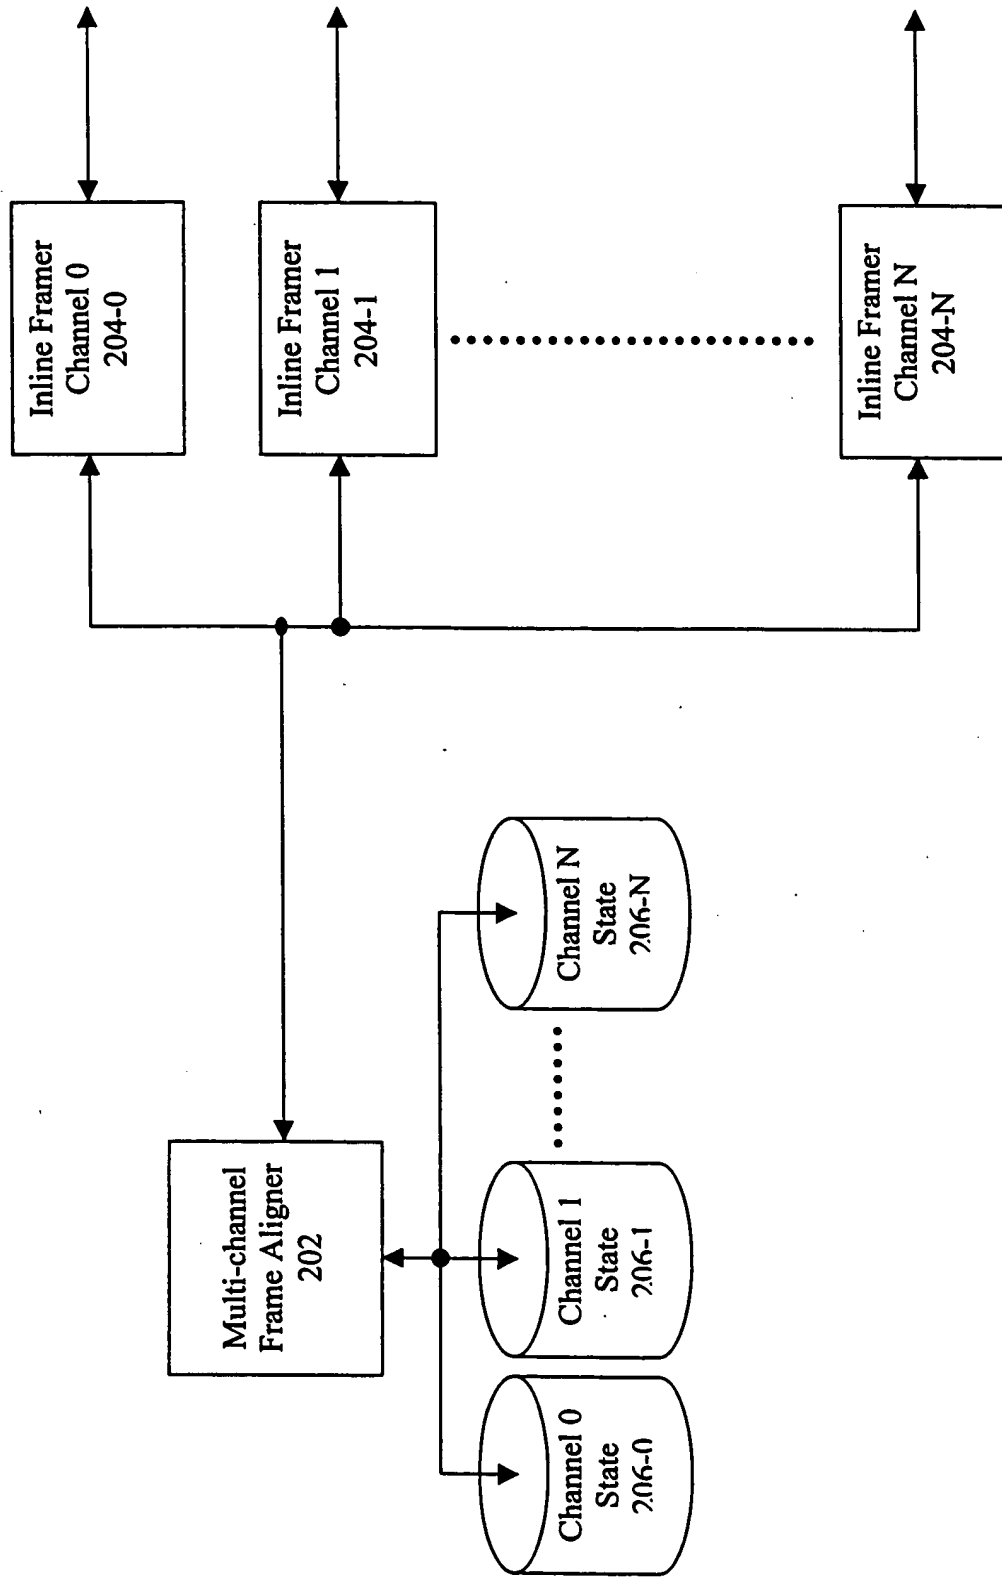 Inline Framer
Channel 0
204-0
Inline Framer
Channel 1
204-1
Inline Framer
Channel N
204-N
Multi-channel
Frame Aligner
202
Channel 0
State
206-0
Channel 1
State
206-1
Channel N
State
206-N